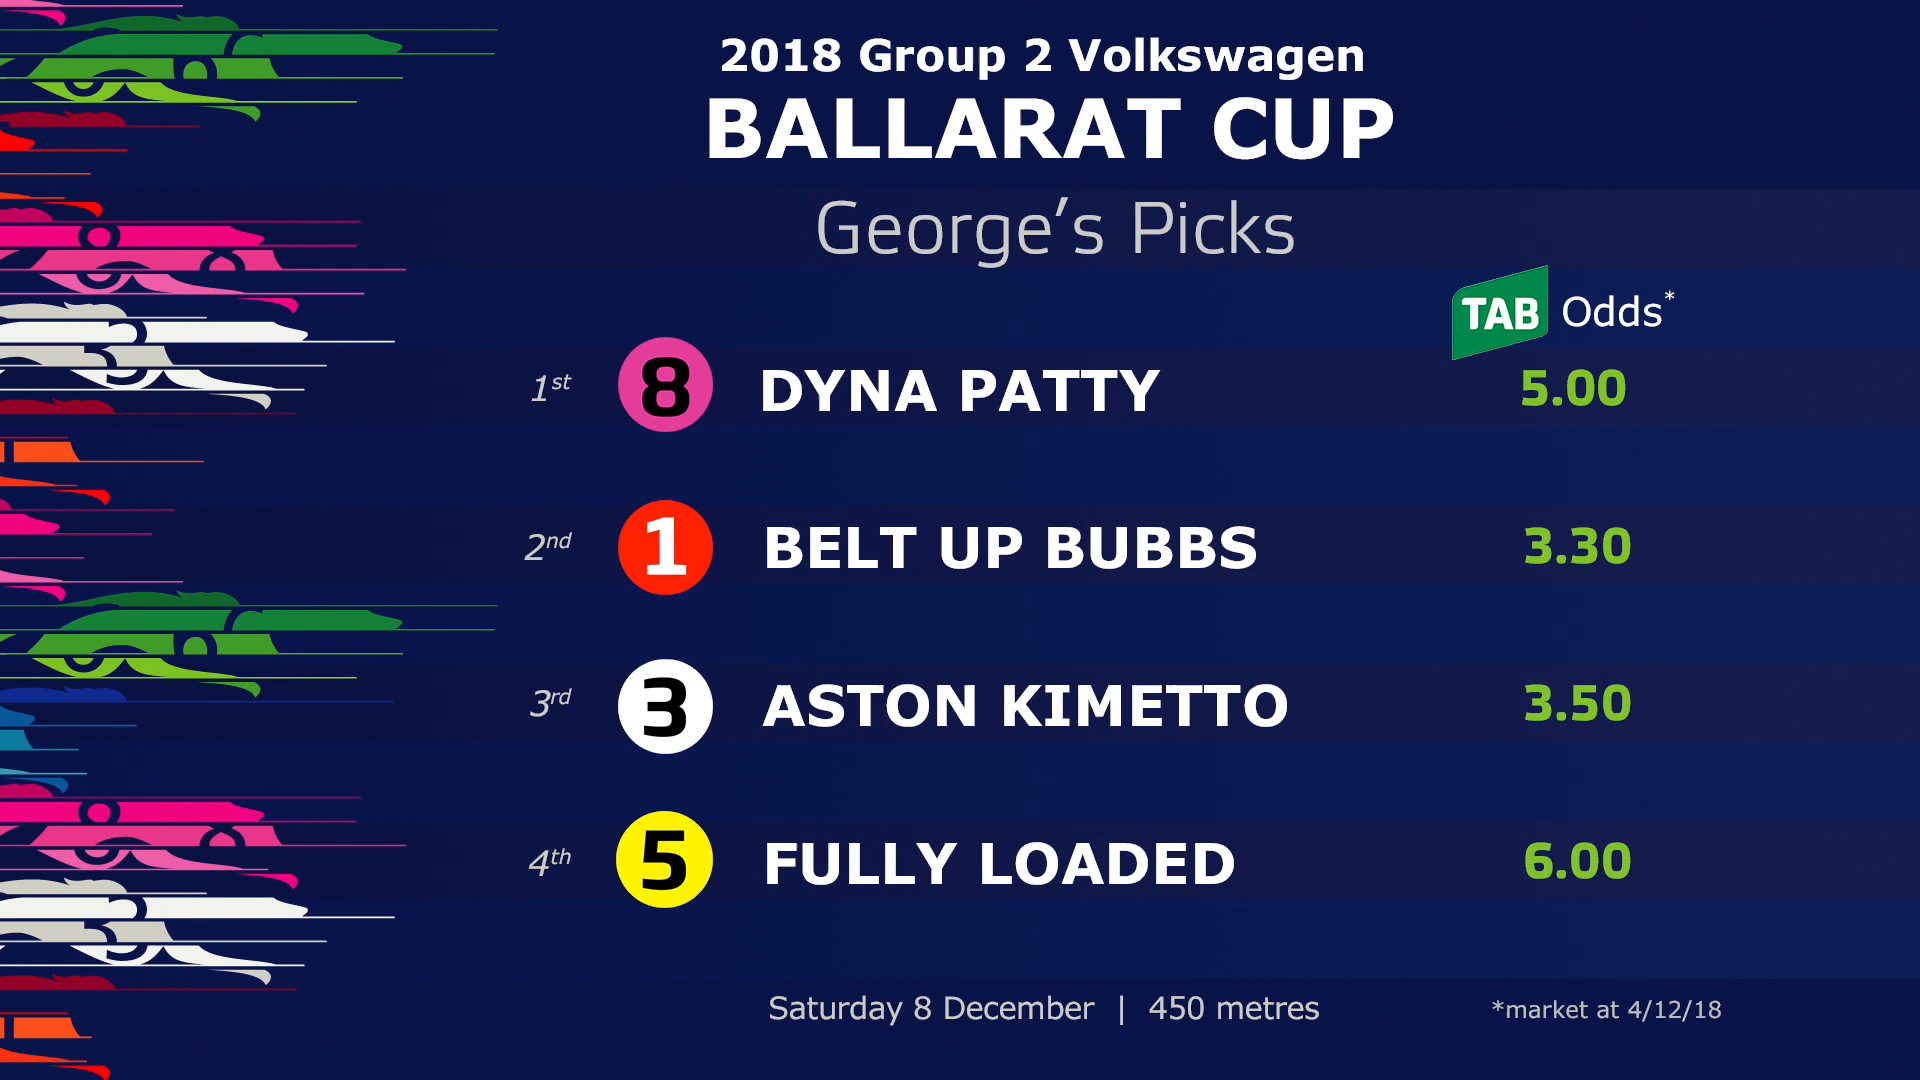 2018 Group 2 Volkswagen
BALLARAT CUP
George's Picks
TAB Odds*
1st 8 DYNA PATTY 5.00
2nd 1 BELT UP BUBBS 3.30
3rd 3 ASTON KIMETTO 3.50
4th 5 FULLY LOADED 6.00
Saturday 8 December | 450 metres *market at 4/12/18